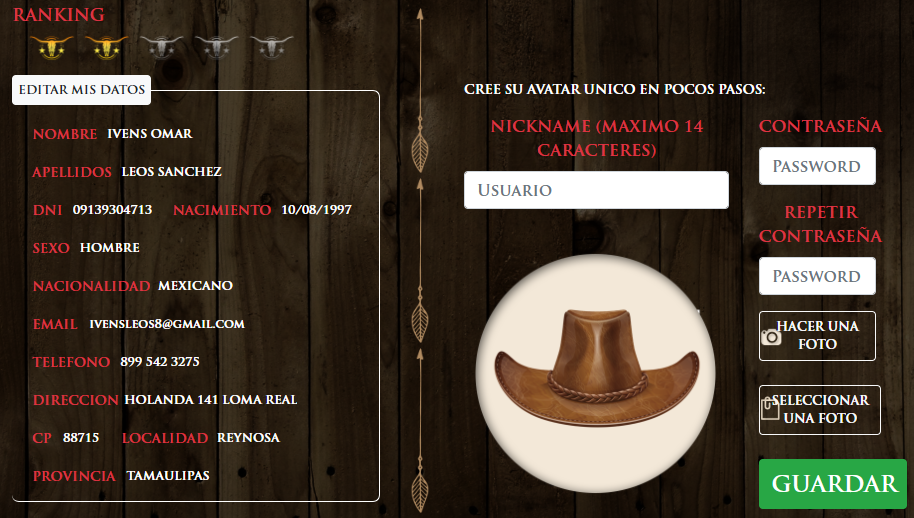 RANKING
EDITAR MIS DATOS
NOMBRE IVENS OMAR
APELLIDOS LEOS SANCHEZ
DNI 09139304713 NACIMIENTO 10/08/1997
SEXO HOMBRE
NACIONALIDAD MEXICANO
EMAIL IVENSLEOS8@GMAIL.COM
TELEFONO 899 542 3275
DIRECCION HOLANDA 141 LOMA REAL
CP 88715 LOCALIDAD REYNOSA
PROVINCIA TAMAULIPAS
CREE SU AVATAR UNICO EN POCOS PASOS:
NICKNAME (MAXIMO 14
CARACTERES)
USUARIO
CONTRASEÑA
PASSWORD
REPETIR
CONTRASEÑA
PASSWORD
HACER UNA
FOTO
SELECCIONAR
UNA FOTO
GUARDAR